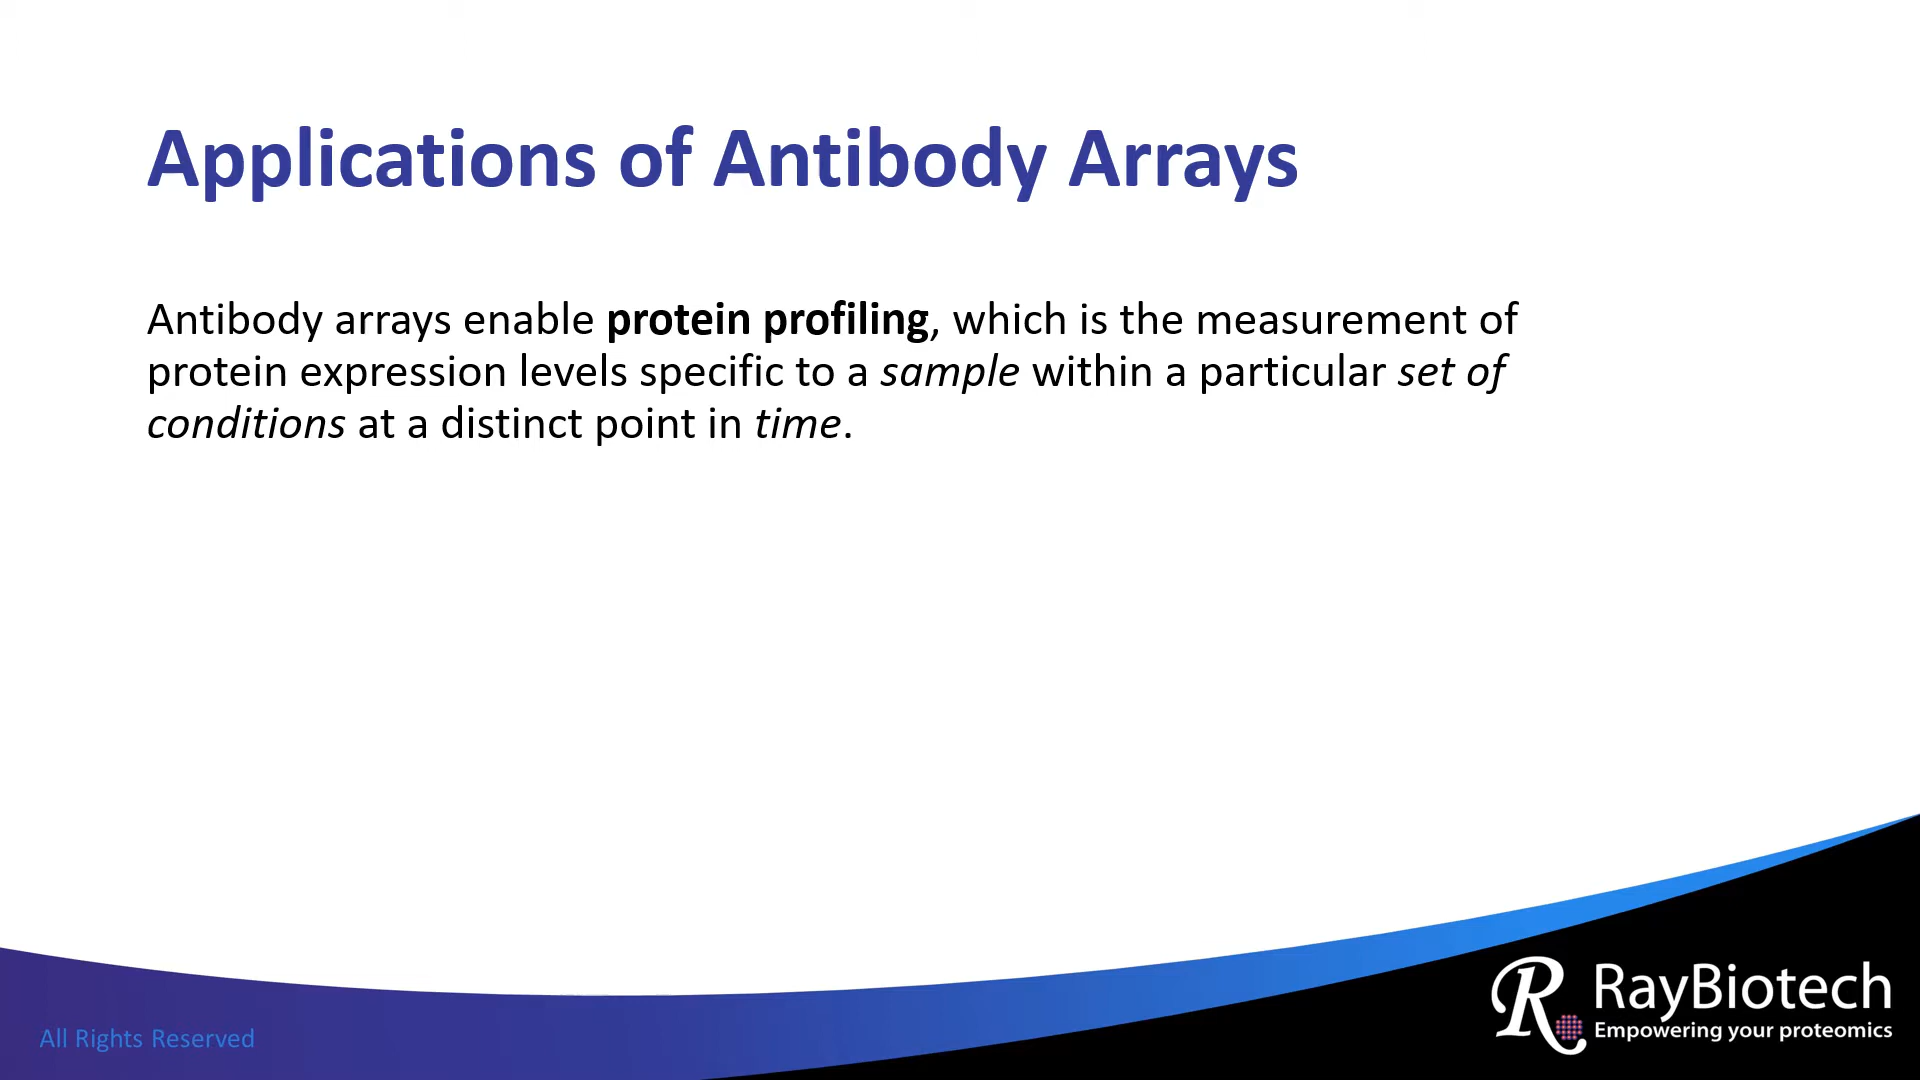 Applications of Antibody Arrays
Antibody arrays enable protein profiling, which is the measurement of
protein expression levels specific to a sample within a particular set of
conditions at a distinct point in time.
All Rights Reserved
R RayBiotech
Empowering your proteomics